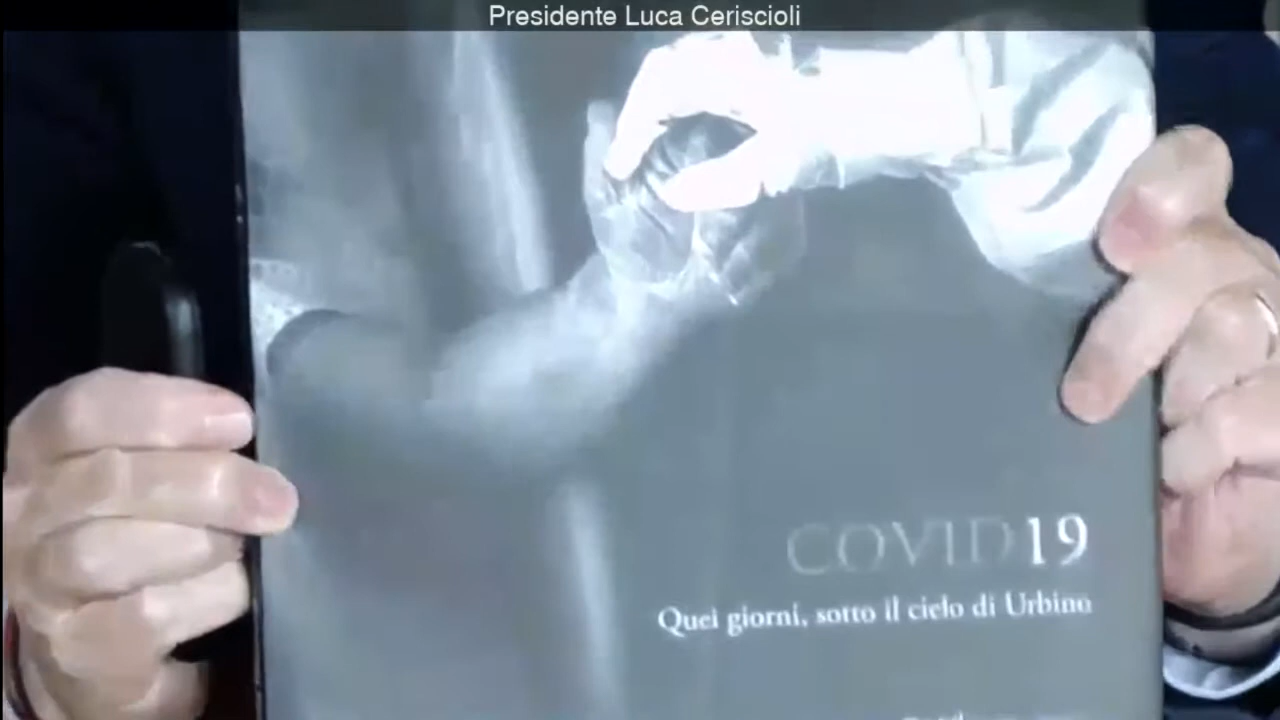 Presidente Luca Ceriscioli
COVID19
Quei giorni, sotto il cielo di Urbino